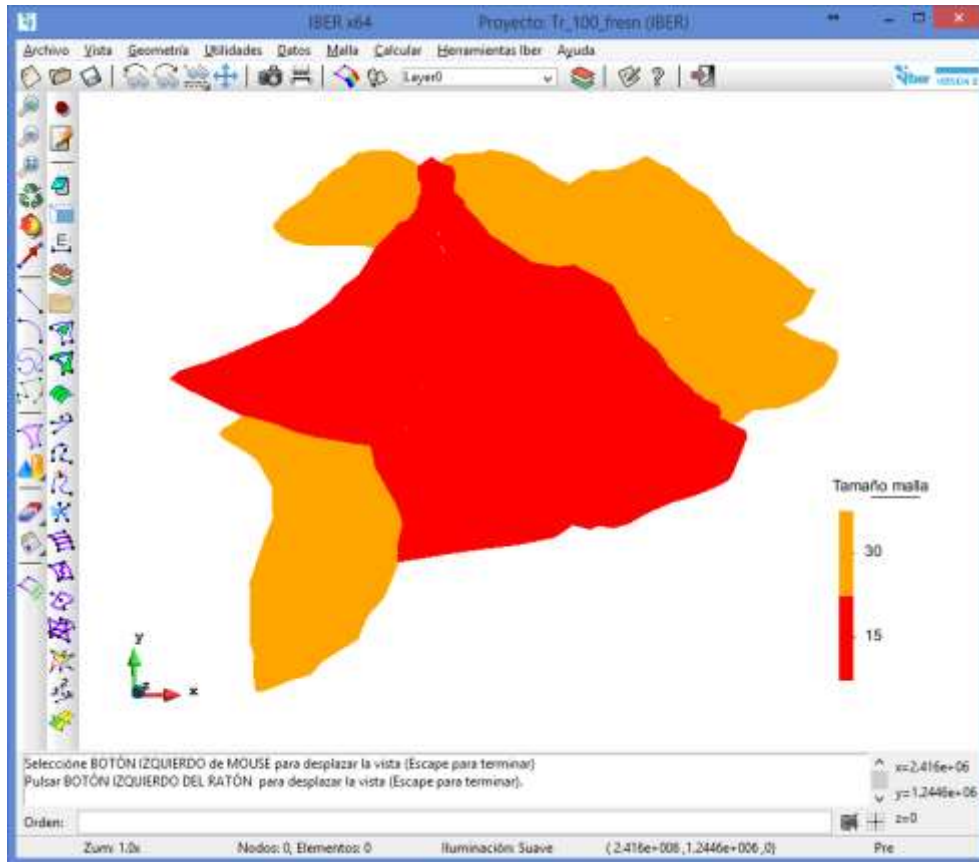 IBER x64 Proyecto: Tr_100_fresn (IBER)
Archivo Vista Geometría Utilidades Datos Malla Calcular Herramientas Iber Ayuda
Layer0
iber
E
Tamaño malla
30
15
y
z
x
Seleccióne BOTÓN IZQUIERDO de MOUSE para desplazar la vista (Escape para terminar)
Pulsar BOTÓN IZQUIERDO DEL RATÓN para desplazar la vista (Escape para terminar).
x=2.416e+06
y=1.2446e+06
z=0
Orden:
Zum: 1.0x Nodos: 0, Elementos: 0 Iluminación: Suave (2.416e+006 ,1.2446e+006 ,0) Pre